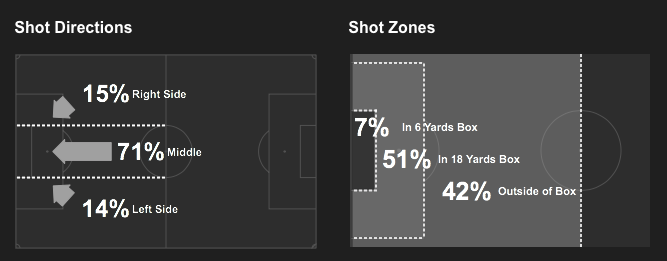 Shot Directions
15% Right Side
71% Middle
14% Left Side
Shot Zones
7% In 6 Yards Box
51% In 18 Yards Box
42% Outside of Box